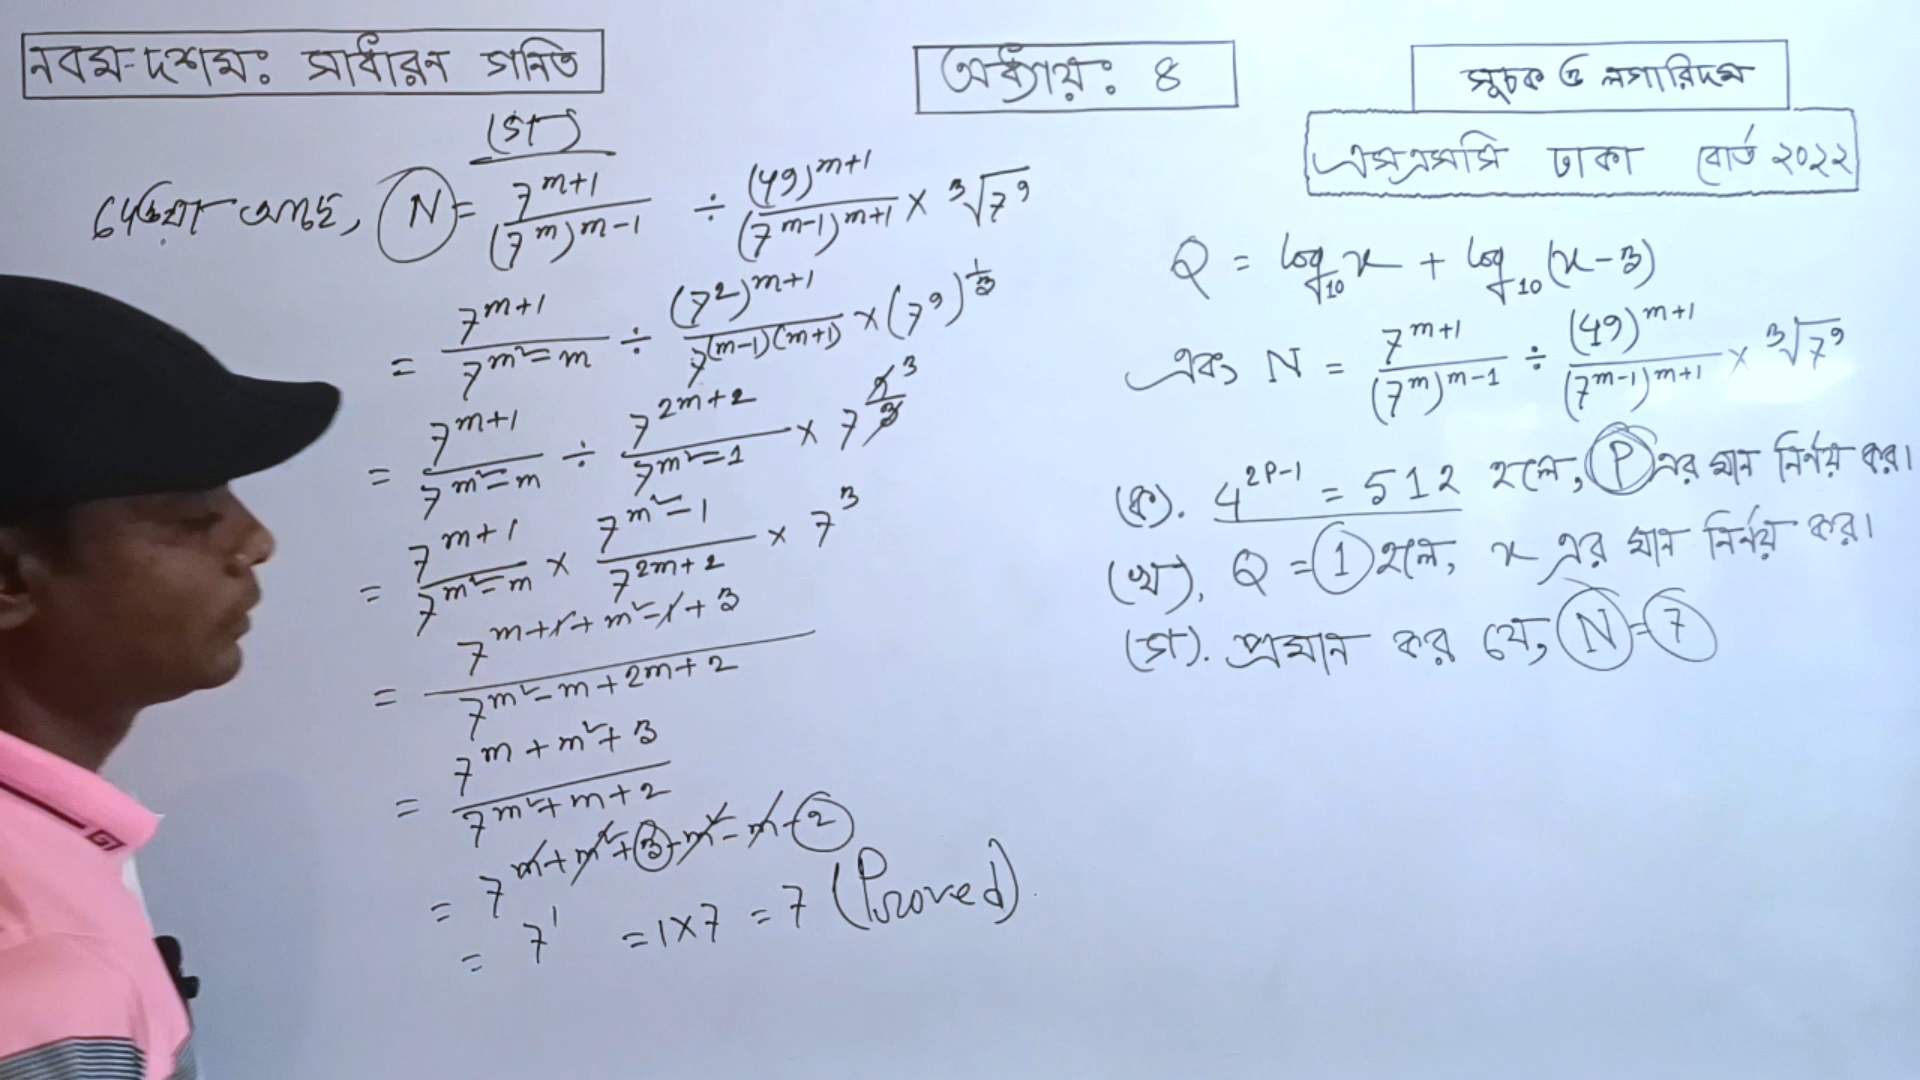 নবম-দশমঃ সাধারন গনিত
অধ্যায়ঃ ৪
সূচক ও লগারিদম
এসএসসি ঢাকা বোর্ড ২০২২
(গ)
দেওয়া আছে, N = 7^{m+1}/(7^m)^{m-1} ÷ (49)^{m+1}/(7^{m-1})^{m+1} × ∛7^9
= 7^{m+1}/7^{m²-m} ÷ (7^2)^{m+1}/7^{(m-1)(m+1)} × (7^9)^{1/3}
= 7^{m+1}/7^{m²-m} ÷ 7^{2m+2}/7^{m²-1} × 7^{9/3} 3
= 7^{m+1}/7^{m²-m} × 7^{m²-1}/7^{2m+2} × 7^3
= 7^{m+1+m²-1+3}/7^{m²-m+2m+2}
= 7^{m+m²+3}/7^{m²+m+2}
= 7^{m+m²+3-m²-m-2}
= 7^1 = 1×7 = 7 (Proved)
Q = log_10 x + log_10 (x-3)
এবং N = 7^{m+1}/(7^m)^{m-1} ÷ (49)^{m+1}/(7^{m-1})^{m+1} × ∛7^9
(ক). 4^{2P-1} = 512 হলে, P এর মান নির্ণয় কর।
(খ). Q = 1 হলে, x এর মান নির্ণয় কর।
(গ). প্রমান কর যে, N = 7